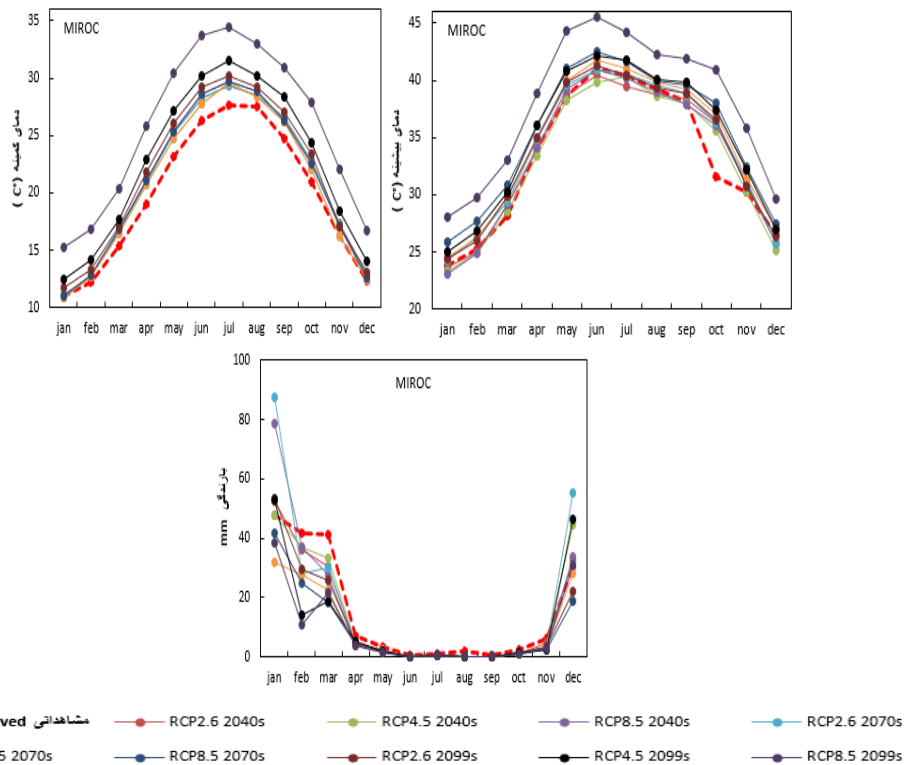 MIROC
دمای کمینه (°C )
35
30
25
20
15
10
jan feb mar apr may jun jul aug sep oct nov dec
MIROC
دمای بیشینه (°C )
45
40
35
30
25
20
jan feb mar apr may jun jul aug sep oct nov dec
MIROC
بارندگی mm
100
80
60
40
20
0
jan feb mar apr may jun jul aug sep oct nov dec
مشاهداتی ved RCP2.6 2040s RCP4.5 2040s RCP8.5 2040s RCP2.6 2070s
5 2070s RCP8.5 2070s RCP2.6 2099s RCP4.5 2099s RCP8.5 2099s